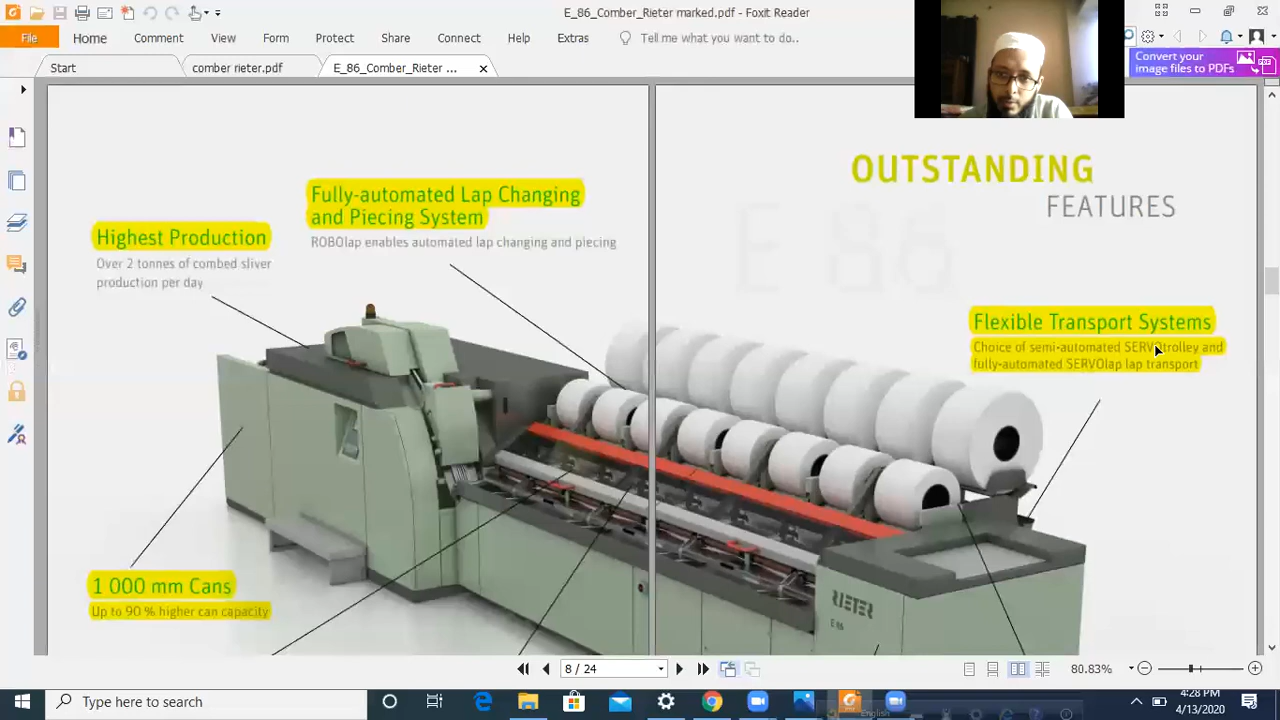 E_86_Comber_Rieter marked.pdf - Foxit Reader
File Home Comment View Form Protect Share Connect Help Extras Tell me what you want to do..
Convert your
image files to PDFs
Start comber rieter.pdf E_86_Comber_Rieter ...
OUTSTANDING
FEATURES
E 86
Fully-automated Lap Changing
and Piecing System
ROBOlap enables automated lap changing and piecing
Highest Production
Over 2 tonnes of combed sliver
production per day
Flexible Transport Systems
Choice of semi-automated SERVOtrolley and
fully-automated SERVOlap lap transport
1 000 mm Cans
Up to 90 % higher can capacity
RIETER
E 86
8 / 24
80.83%
Type here to search
English
4:28 PM
4/13/2020